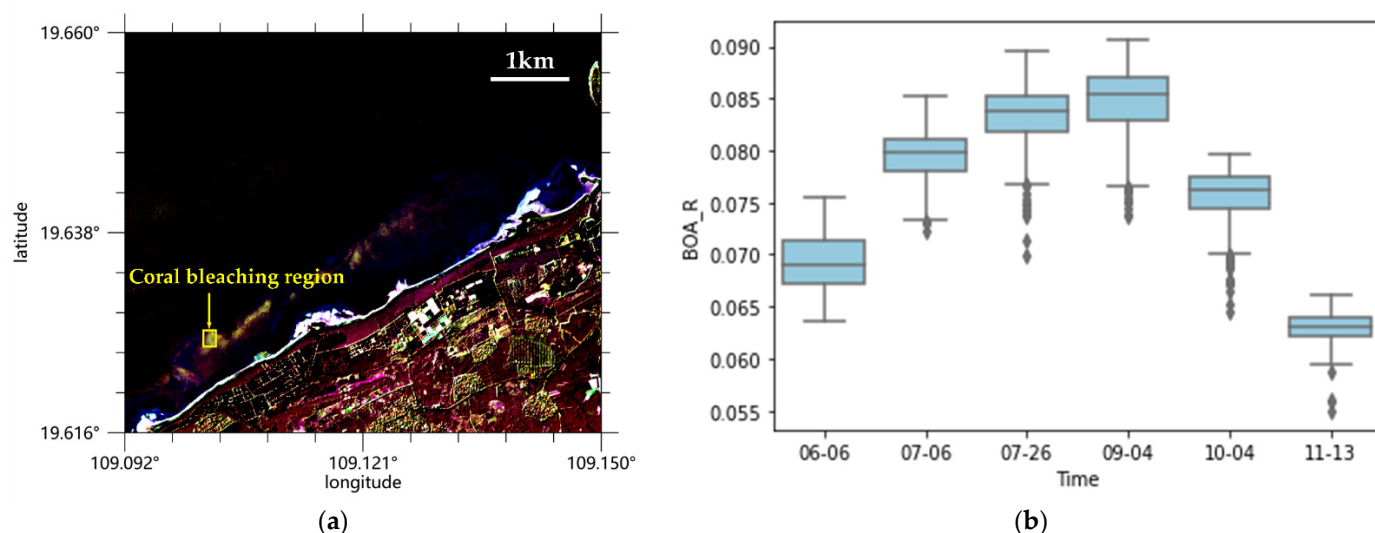 19.660°
19.638°
19.616°
latitude
1km
Coral bleaching region
109.092°
109.121°
109.150°
longitude
(a)
0.090
0.085
0.080
0.075
0.070
0.065
0.060
0.055
BOA_R
06-06
07-06
07-26
09-04
10-04
11-13
Time
(b)